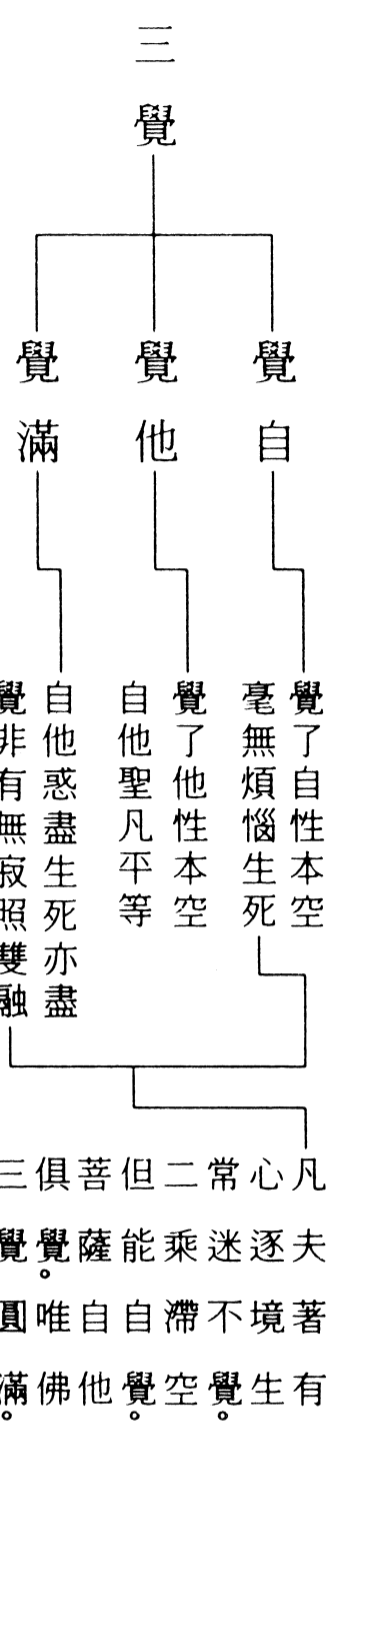 三覺
覺自
覺他
覺滿
覺了自性本空
毫無煩惱生死
覺了他性本空
自他聖凡平等
自他惑盡生死亦盡
覺非有無寂照雙融
凡夫著有
心逐境生
常迷不覺。
二乘滯空
但能自覺。
菩薩自他
俱覺。唯佛
三覺圓滿。